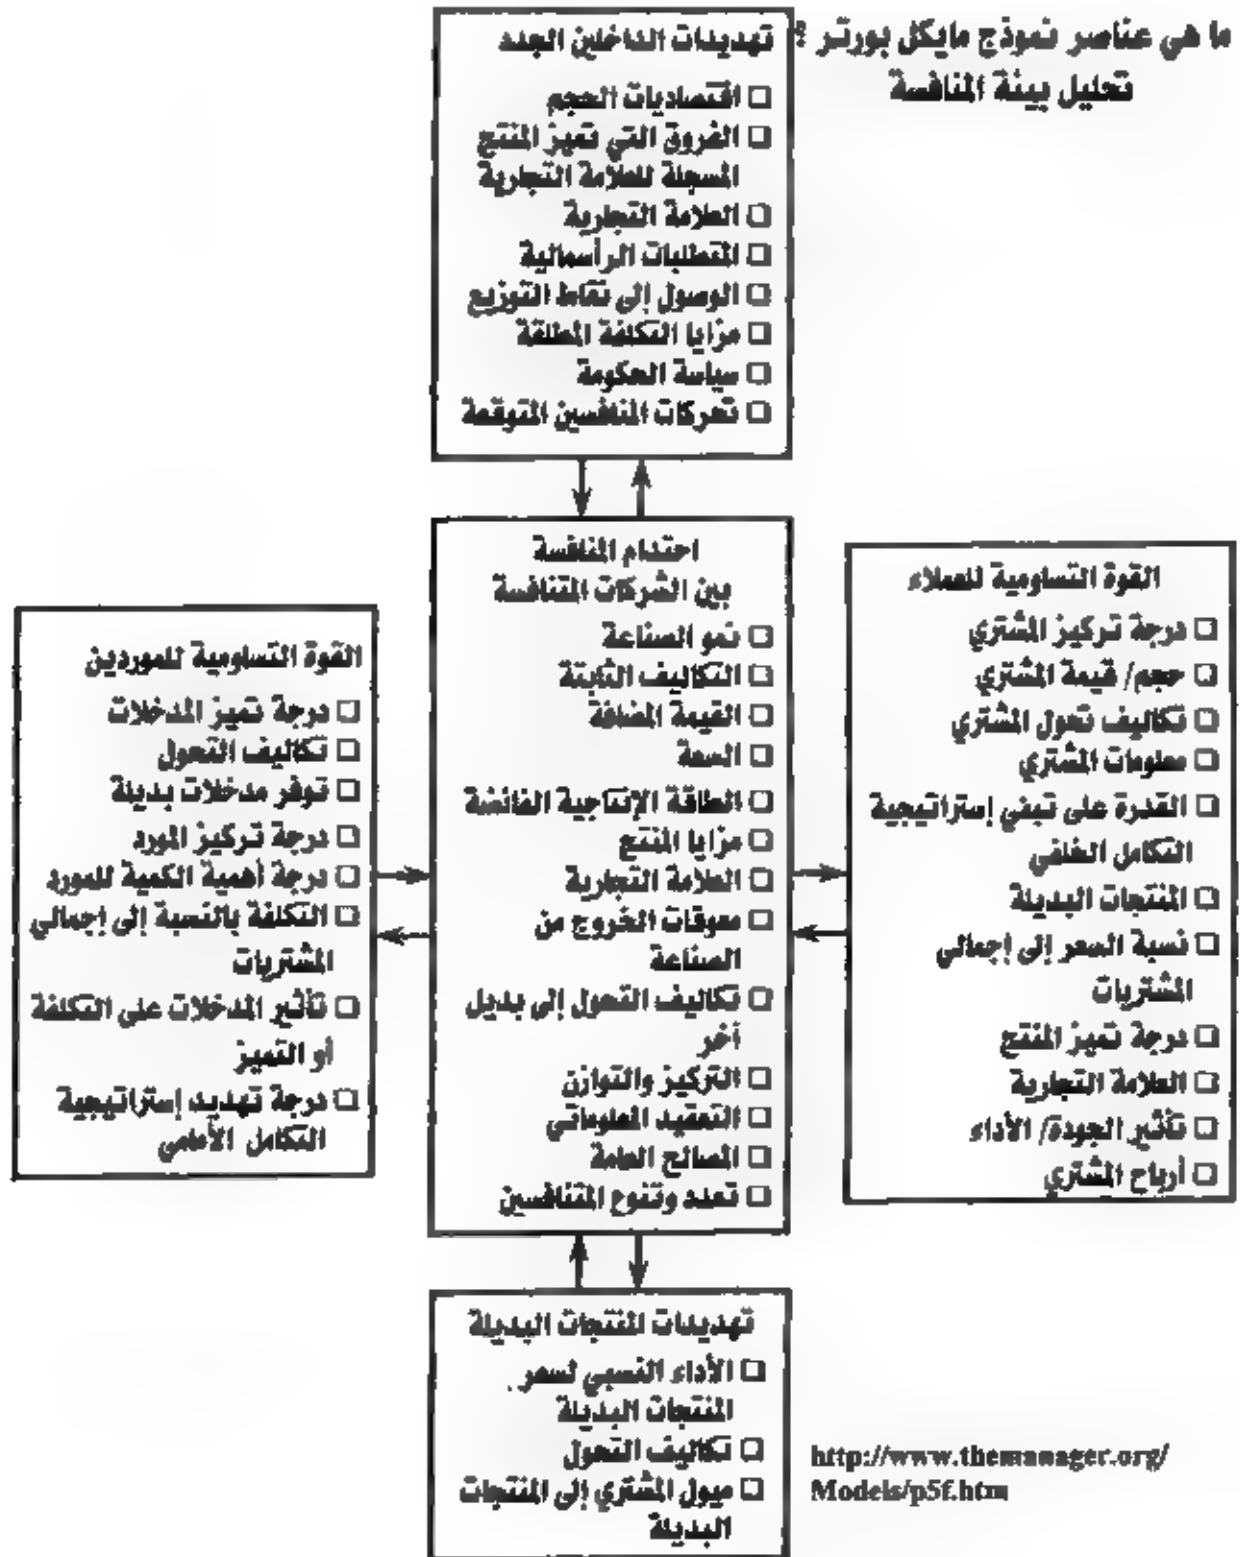 ما هي عناصر نموذج مايكل بورتر ؟
تحليل بيئة المنافسة
تهديدات الداخلين الجدد
❏ اقتصاديات الحجم
❏ الفروق التي تميز المنتج
المسجلة للعلامة التجارية
❏ العلامة التجارية
❏ المتطلبات الرأسمالية
❏ الوصول إلى نقاط التوزيع
❏ مزايا التكلفة المطلقة
❏ سياسة الحكومة
❏ تحركات المنافسين المتوقعة
القوة التساومية للعملاء
❏ درجة تركيز المشتري
❏ حجم/ قيمة المشتري
❏ تكاليف تحول المشتري
❏ معلومات المشتري
❏ القدرة على تبني إستراتيجية
التكامل الخلفي
❏ المنتجات البديلة
❏ نسبة السعر إلى إجمالي
المشتريات
❏ درجة تميز المنتج
❏ العلامة التجارية
❏ تأثير الجودة/ الأداء
❏ أرباح المشتري
احتدام المنافسة
بين الشركات المتنافسة
❏ نمو الصناعة
❏ التكاليف الثابتة
❏ القيمة المضافة
❏ السعة
❏ الطاقة الإنتاجية الفائضة
❏ مزايا المنتج
❏ العلامة التجارية
❏ معوقات الخروج من
الصناعة
❏ تكاليف التحول إلى بديل
آخر
❏ التركيز والتوازن
❏ التعقيد المعلوماتي
❏ المصالح العامة
❏ تعدد وتنوع المتنافسين
القوة التساومية للموردين
❏ درجة تميز المدخلات
❏ تكاليف التحول
❏ توفر مدخلات بديلة
❏ درجة تركيز المورد
❏ درجة أهمية الكمية للمورد
❏ التكلفة بالنسبة إلى إجمالي
المشتريات
❏ تأثير المدخلات على التكلفة
أو التميز
❏ درجة تهديد إستراتيجية
التكامل الأمامي
تهديدات المنتجات البديلة
❏ الأداء النسبي لسعر
المنتجات البديلة
❏ تكاليف التحول
❏ ميول المشتري إلى المنتجات
البديلة
http://www.themanager.org/
Models/p5f.htm